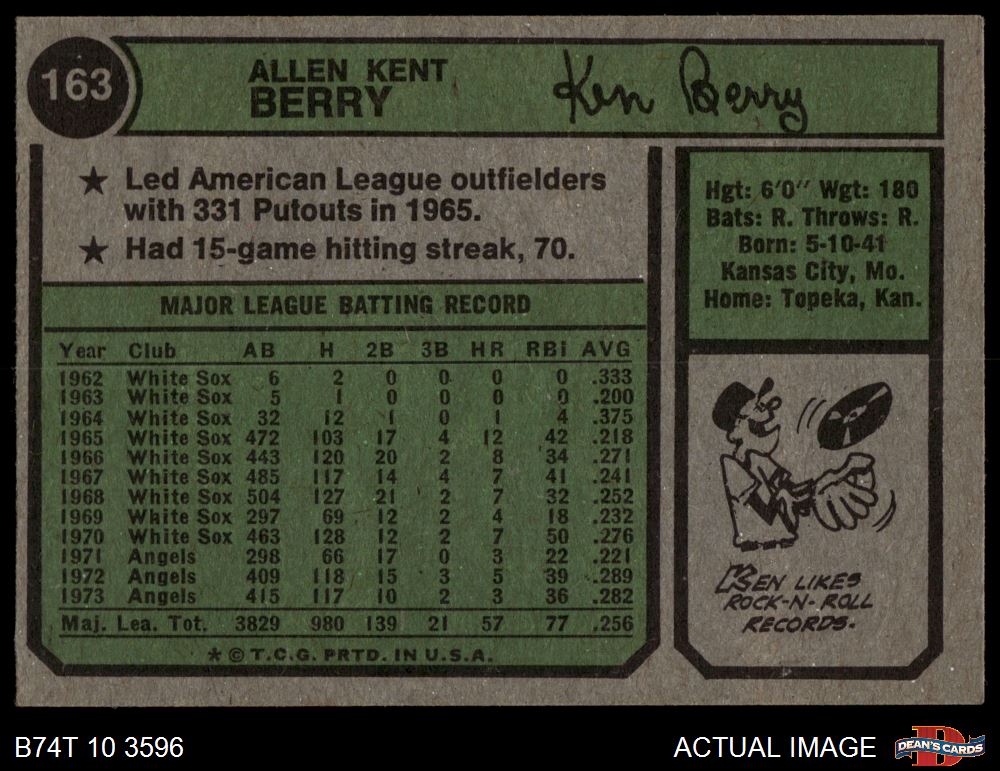 163
ALLEN KENT
BERRY
Ken Berry
★ Led American League outfielders
with 331 Putouts in 1965.
★ Had 15-game hitting streak, 70.
MAJOR LEAGUE BATTING RECORD
Year Club AB H 2B 3B HR RBI AVG
1962 White Sox 6 2 0 0 0 0 .333
1963 White Sox 5 1 0 0 0 0 .200
1964 White Sox 32 12 1 0 1 4 .375
1965 White Sox 472 103 17 4 12 42 .218
1966 White Sox 443 120 20 2 8 34 .271
1967 White Sox 485 117 14 4 7 41 .241
1968 White Sox 504 127 21 2 7 32 .252
1969 White Sox 297 69 12 2 4 18 .232
1970 White Sox 463 128 12 2 7 50 .276
1971 Angels 298 66 17 0 3 22 .221
1972 Angels 409 118 15 3 5 39 .289
1973 Angels 415 117 10 2 3 36 .282
Maj. Lea. Tot. 3829 980 139 21 57 77 .256
* © T.C.G. PRTD. IN U.S.A.
Hgt: 6'0" Wgt: 180
Bats: R. Throws: R.
Born: 5-10-41
Kansas City, Mo.
Home: Topeka, Kan.
KEN LIKES
ROCK-N-ROLL
RECORDS.
B74T 10 3596
ACTUAL IMAGE
D
DEAN'S CARDS